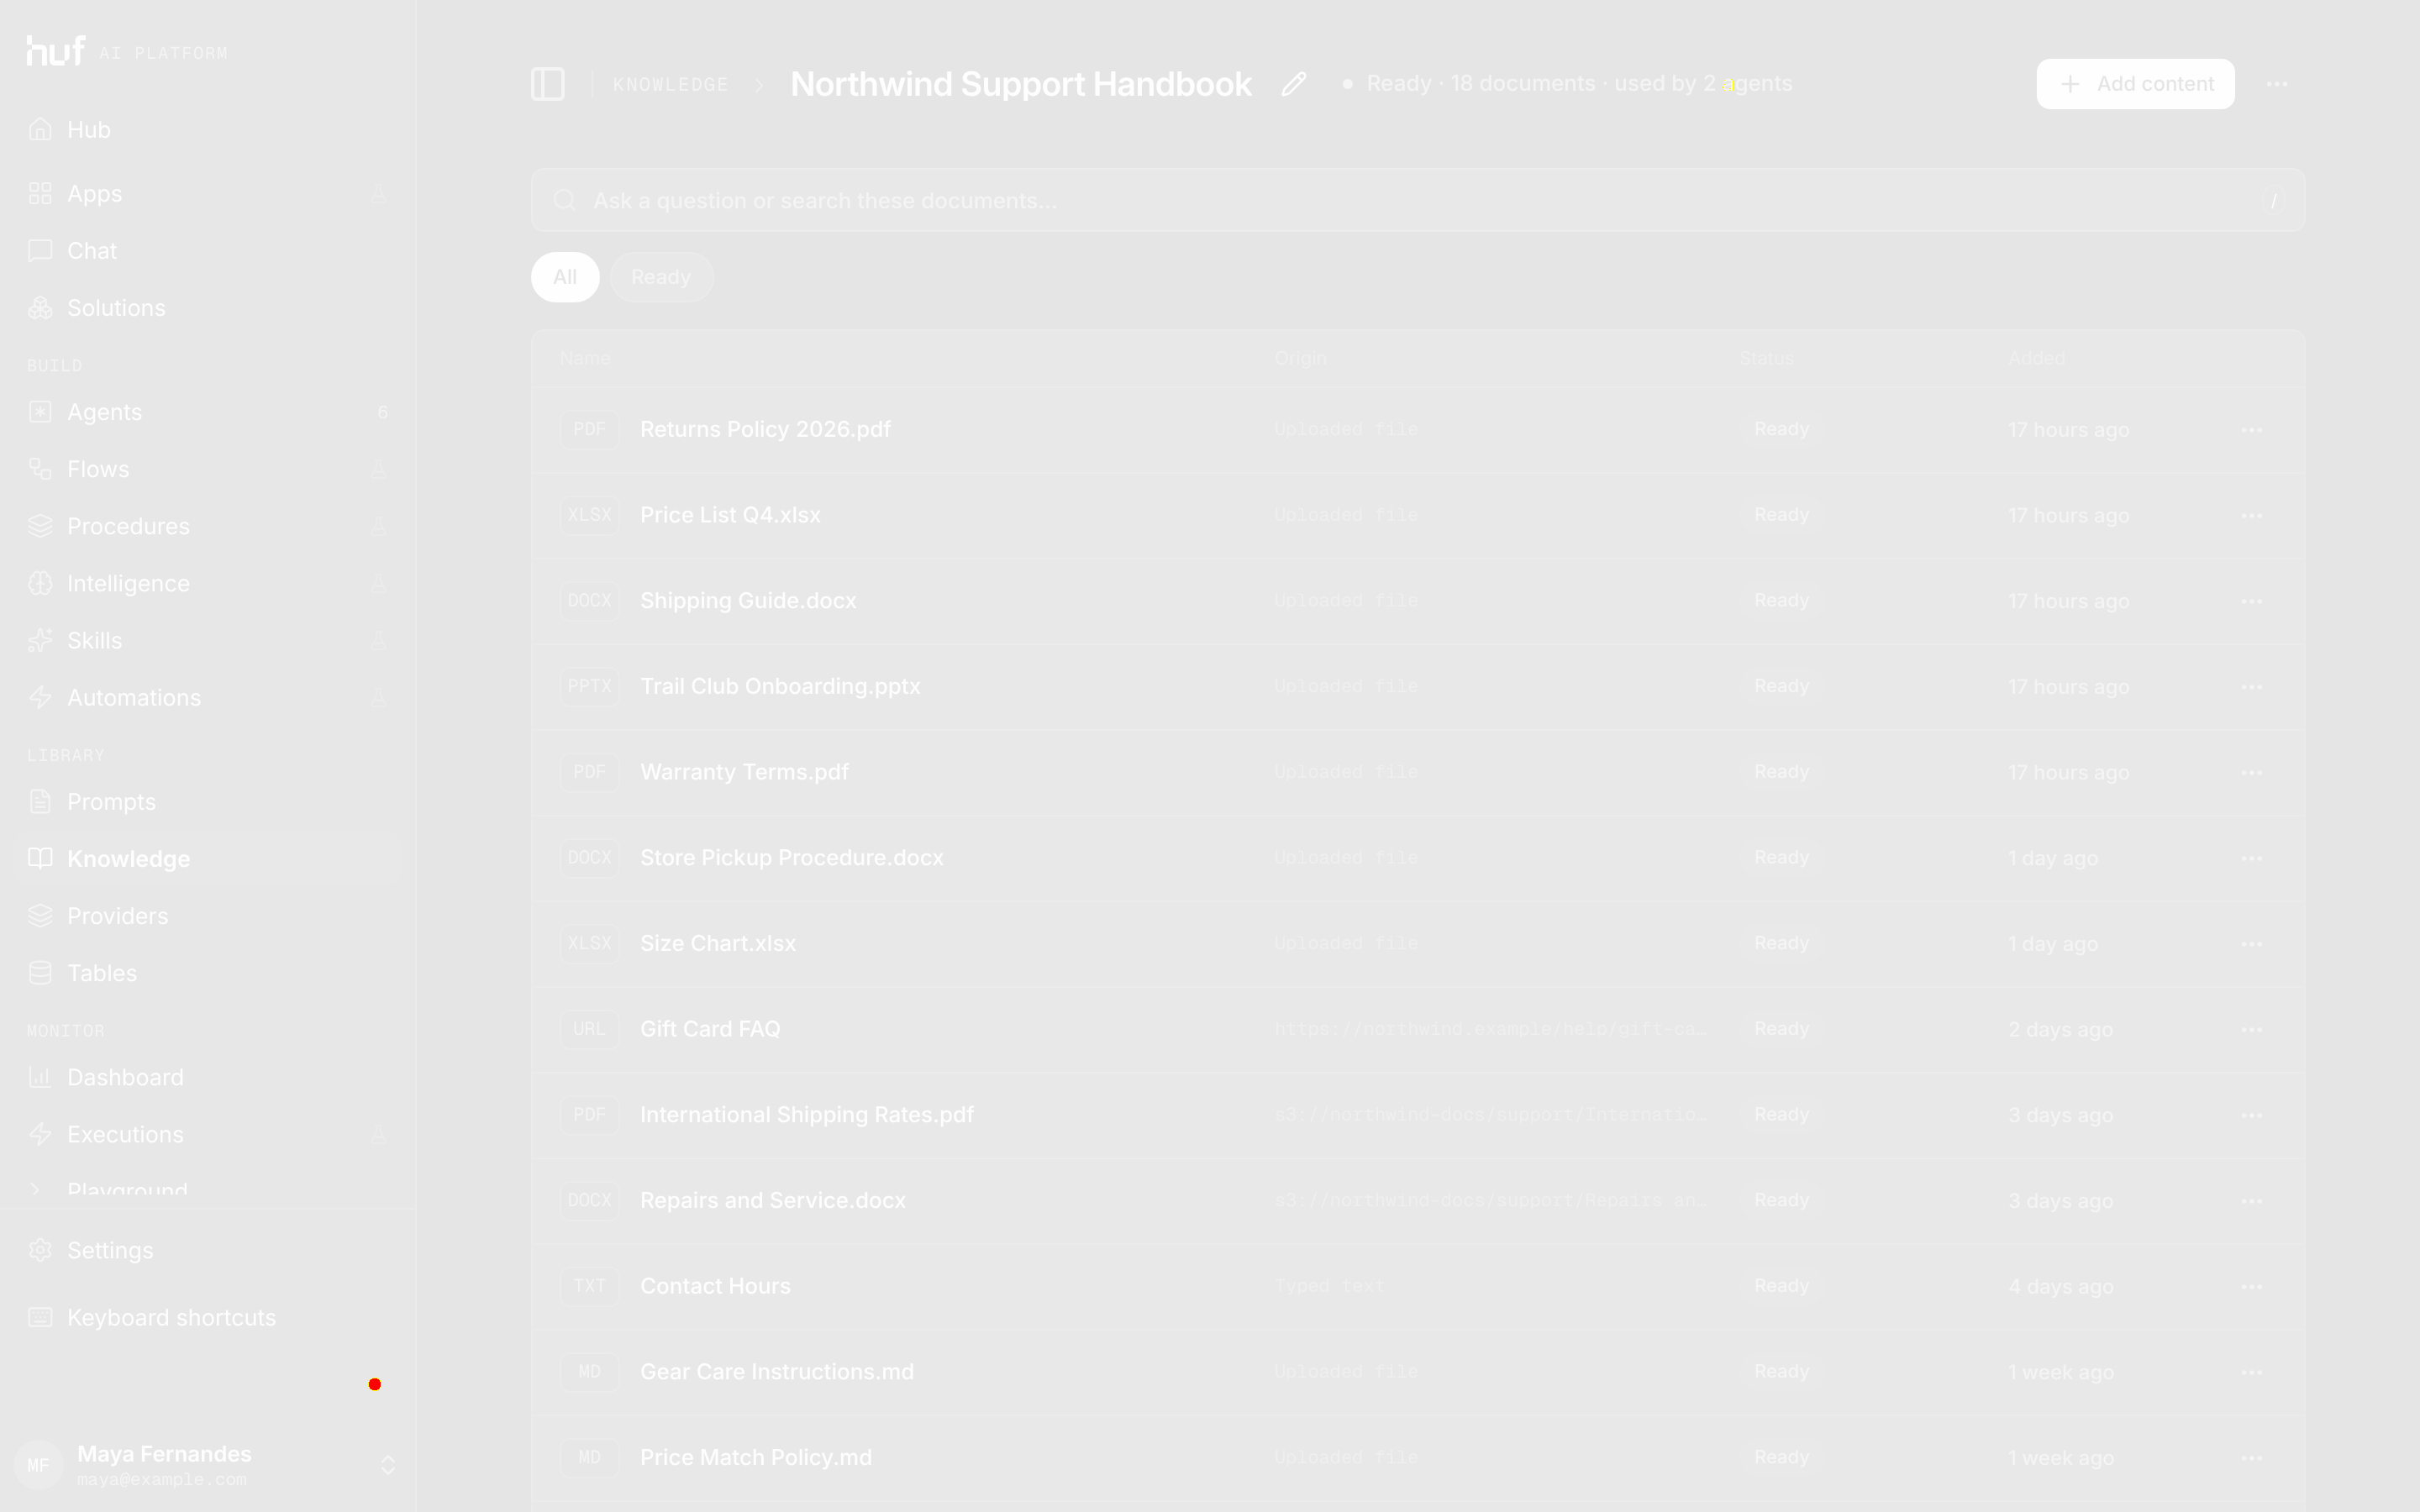 huf AI PLATFORM
Hub
Apps
Chat
Solutions
BUILD
Agents 6
Flows
Procedures
Intelligence
Skills
Automations
LIBRARY
Prompts
Knowledge
Providers
Tables
MONITOR
Dashboard
Executions
Playground
Settings
Keyboard shortcuts
MF Maya Fernandes
maya@example.com
KNOWLEDGE Northwind Support Handbook Ready · 18 documents · used by 2 agents Add content
Ask a question or search these documents... /
All Ready
Name Origin Status Added
PDF Returns Policy 2026.pdf Uploaded file Ready 17 hours ago
XLSX Price List Q4.xlsx Uploaded file Ready 17 hours ago
DOCX Shipping Guide.docx Uploaded file Ready 17 hours ago
PPTX Trail Club Onboarding.pptx Uploaded file Ready 17 hours ago
PDF Warranty Terms.pdf Uploaded file Ready 17 hours ago
DOCX Store Pickup Procedure.docx Uploaded file Ready 1 day ago
XLSX Size Chart.xlsx Uploaded file Ready 1 day ago
URL Gift Card FAQ https://northwind.example/help/gift-ca… Ready 2 days ago
PDF International Shipping Rates.pdf s3://northwind-docs/support/Internatio… Ready 3 days ago
DOCX Repairs and Service.docx s3://northwind-docs/support/Repairs an… Ready 3 days ago
TXT Contact Hours Typed text Ready 4 days ago
MD Gear Care Instructions.md Uploaded file Ready 1 week ago
MD Price Match Policy.md Uploaded file Ready 1 week ago